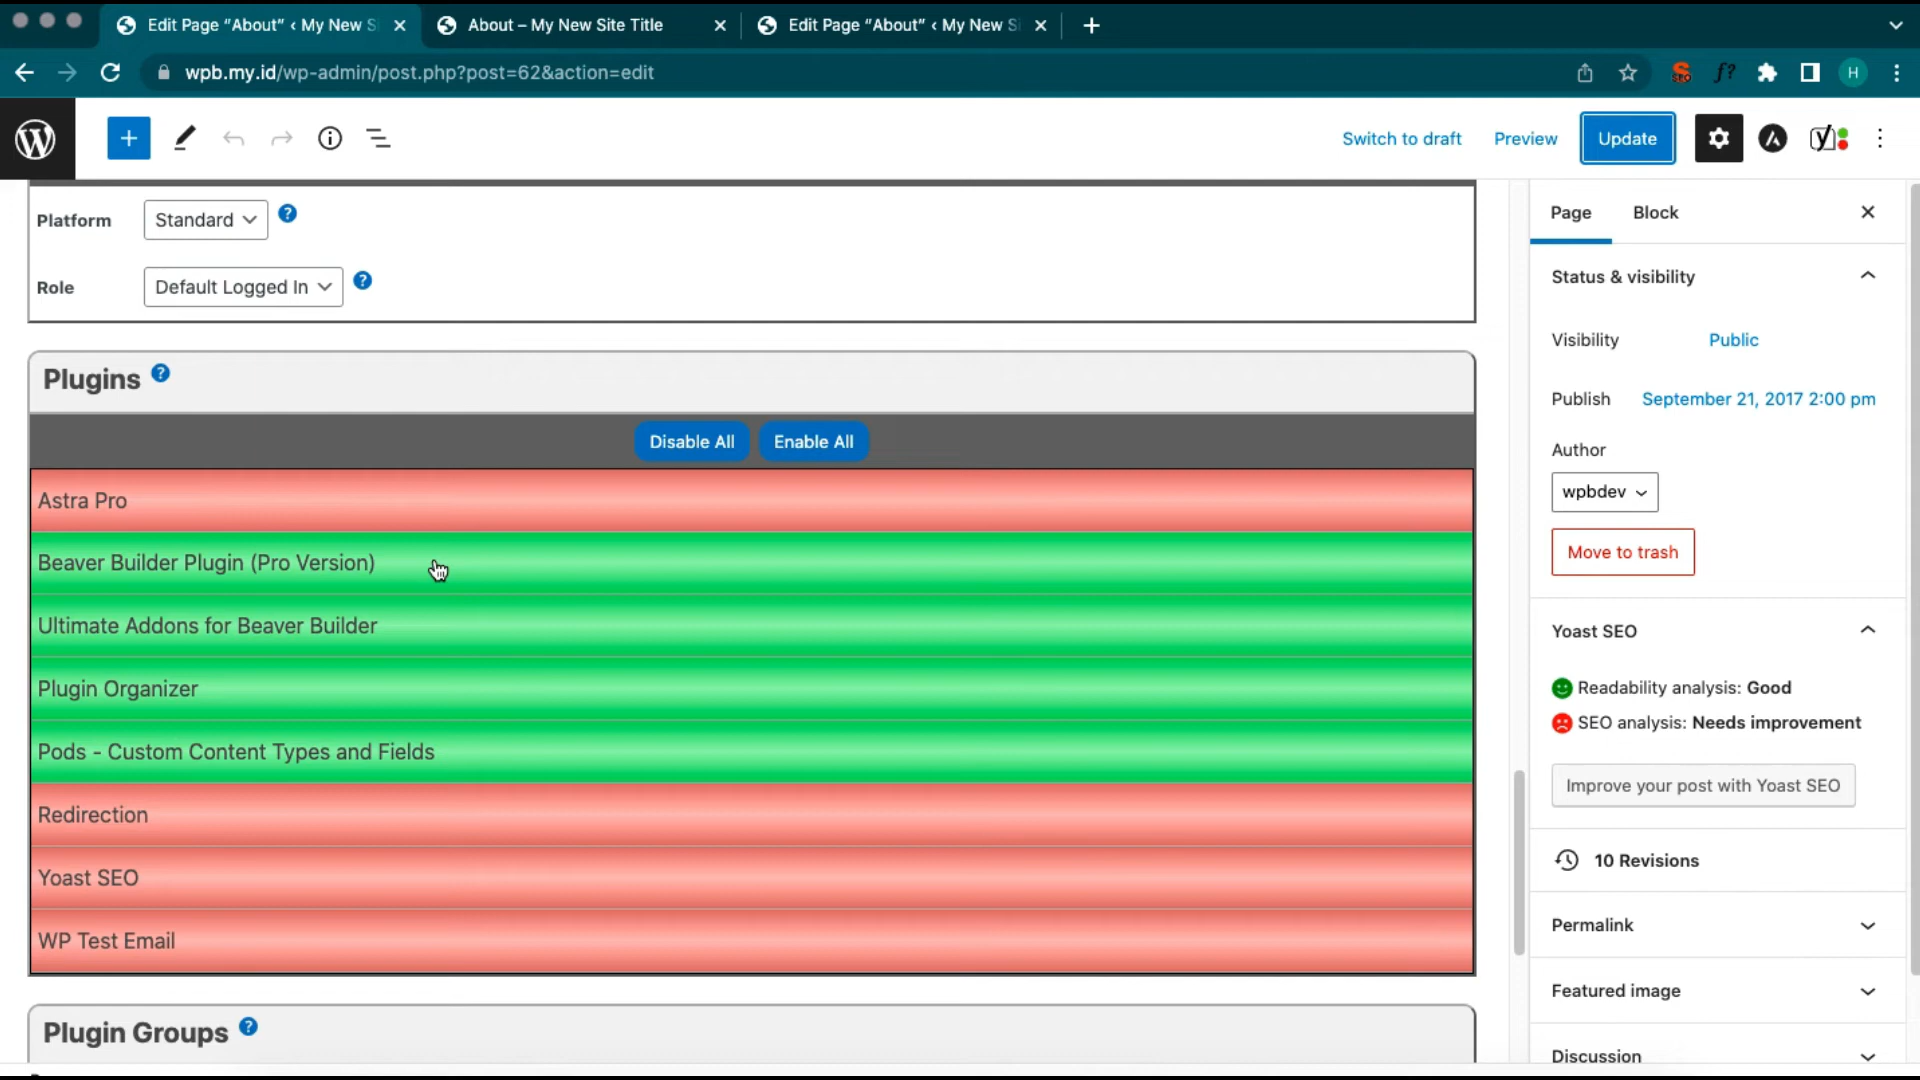 Edit Page “About” ‹ My New S
About – My New Site Title
Edit Page “About” ‹ My New S
wpb.my.id/wp-admin/post.php?post=62&action=edit
SEO
f?
H
Switch to draft
Preview
Update
Platform
Standard
?
Role
Default Logged In
?
Plugins ?
Disable All
Enable All
Astra Pro
Beaver Builder Plugin (Pro Version)
Ultimate Addons for Beaver Builder
Plugin Organizer
Pods - Custom Content Types and Fields
Redirection
Yoast SEO
WP Test Email
Plugin Groups ?
Page
Block
Status & visibility
Visibility
Public
Publish
September 21, 2017 2:00 pm
Author
wpbdev
Move to trash
Yoast SEO
Readability analysis: Good
SEO analysis: Needs improvement
Improve your post with Yoast SEO
10 Revisions
Permalink
Featured image
Discussion